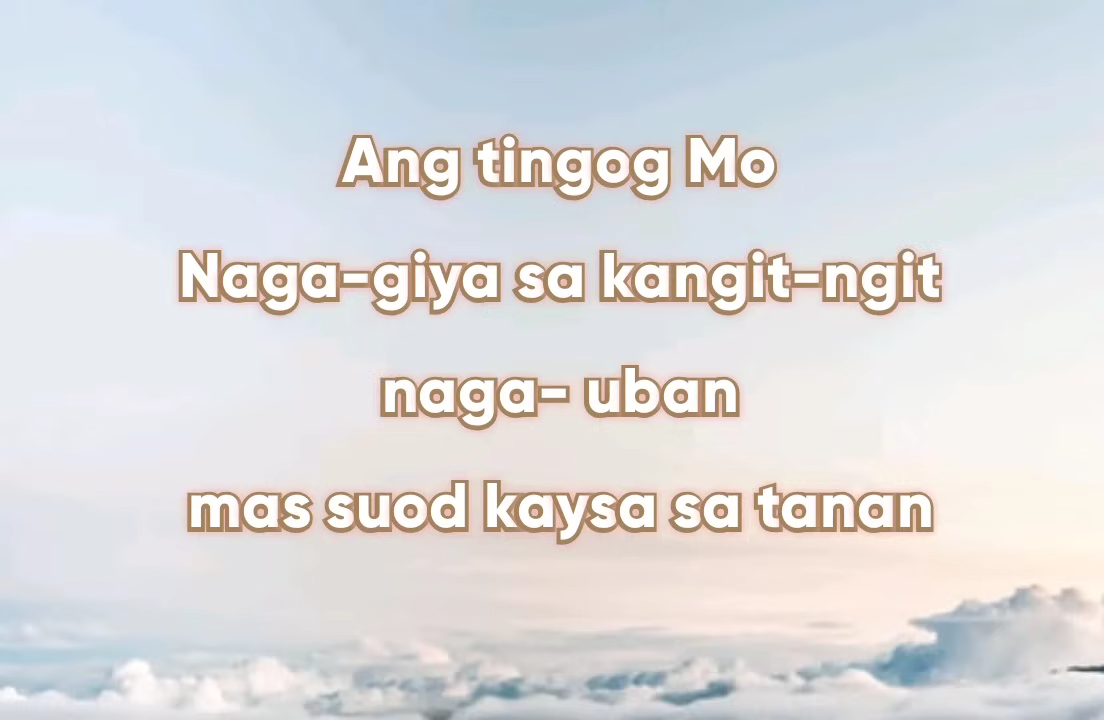 Ang tingog Mo
Naga-giya sa kangit-ngit
naga- uban
mas suod kaysa sa tanan